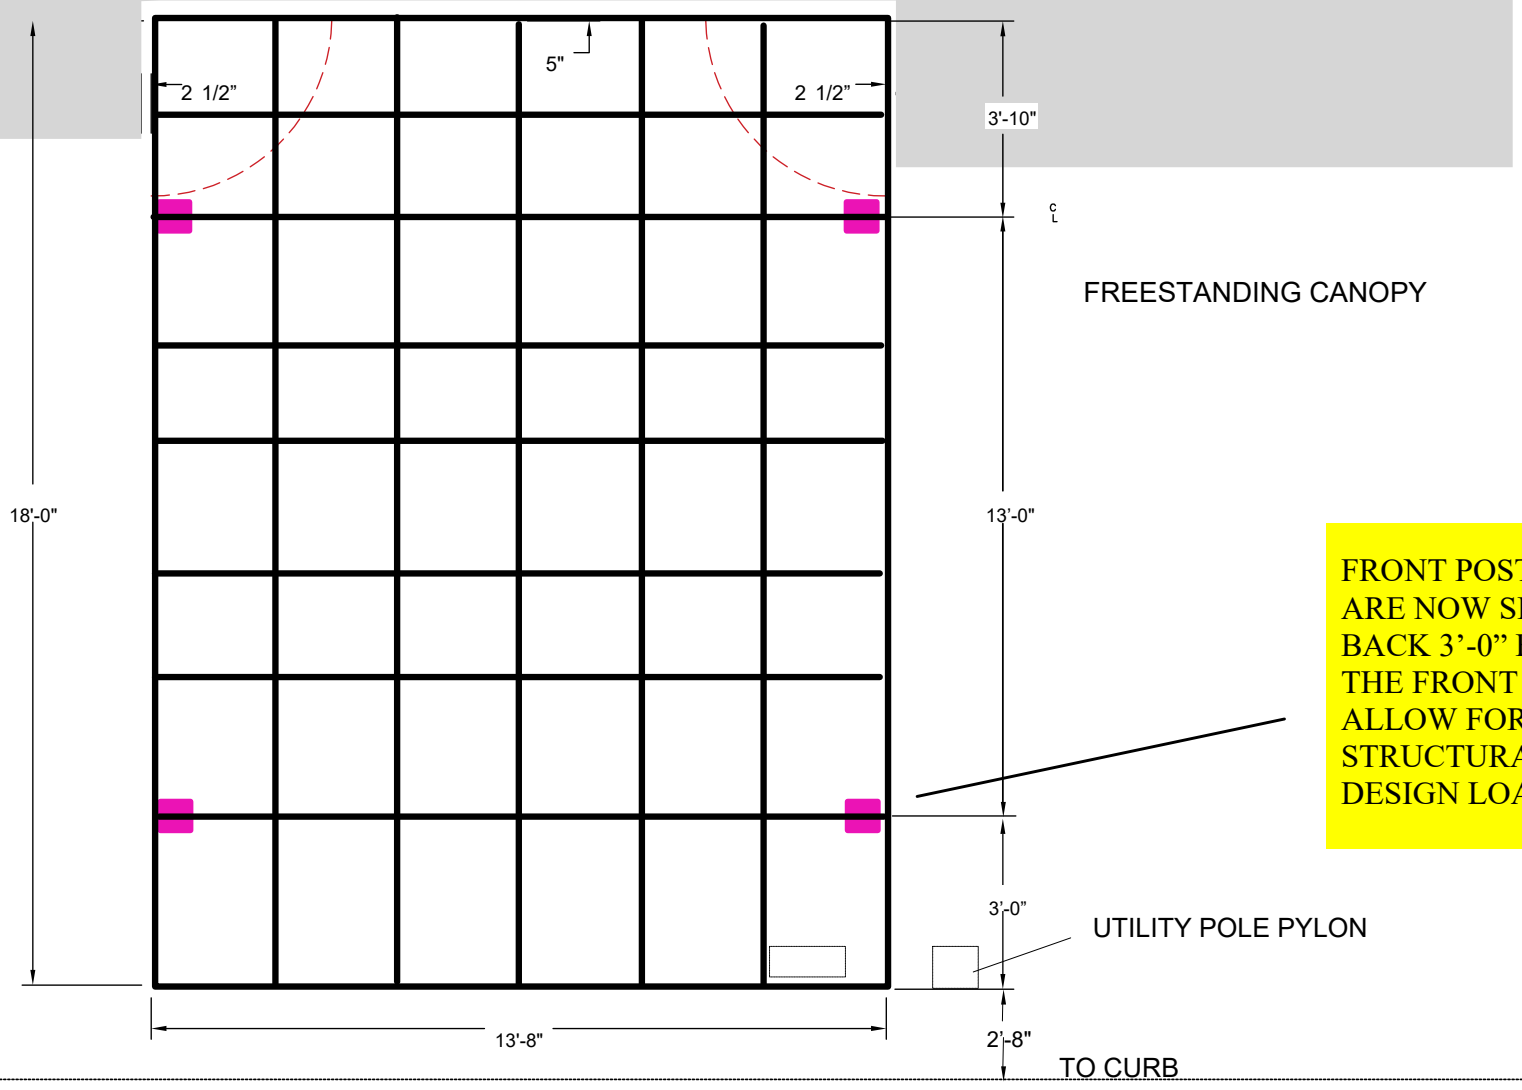 5"
2 1/2”
2 1/2”
3'-10"
C
L
FREESTANDING CANOPY
18'-0"
13’-0"
FRONT POST
ARE NOW
BACK 3’-0”
THE FRONT
ALLOW FOR
DESIGN
3’-0”
UTILITY POLE PYLON
13'-8"
2’-8"
TO CURB